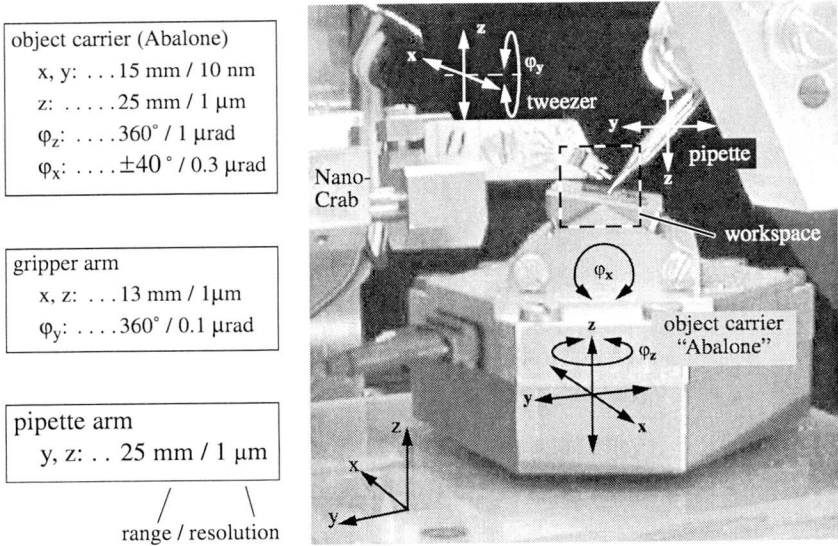 object carrier (Abalone)
x, y: . . . 15 mm / 10 nm
z: . . . . . 25 mm / 1 µm
φz: . . . . 360° / 1 µrad
φx: . . . . ±40° / 0.3 µrad
gripper arm
x, z: . . . 13 mm / 1µm
φy: . . . . 360° / 0.1 µrad
pipette arm
y, z: . . 25 mm / 1 µm
range / resolution
z
x
φy
tweezer
y
pipette
z
Nano-
Crab
workspace
φx
z
φz
object carrier
“Abalone”
y
x
z
x
y